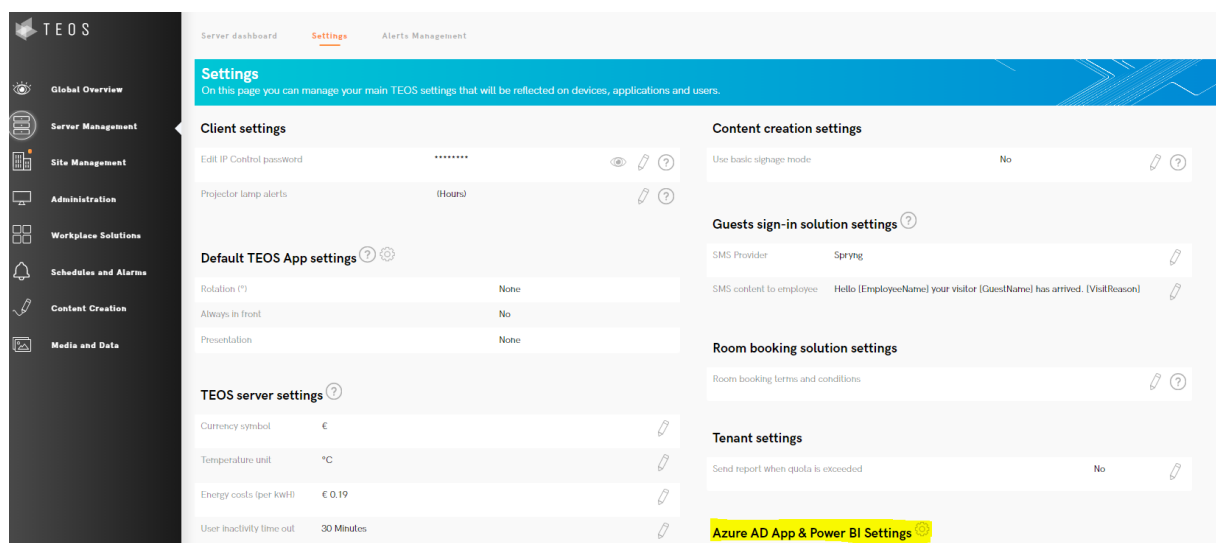 TEOS
Server dashboard Settings Alerts Management
Settings
On this page you can manage your main TEOS settings that will be reflected on devices, applications and users.
Global Overview
Server Management
Site Management
Administration
Workplace Solutions
Schedules and Alarms
Content Creation
Media and Data
Client settings
Edit IP Control password ********
Projector lamp alerts (Hours)
Default TEOS App settings ?
Rotation (°) None
Always in front No
Presentation None
TEOS server settings ?
Currency symbol €
Temperature unit °C
Energy costs (per kwH) € 0.19
User inactivity time out 30 Minutes
Content creation settings
Use basic signage mode No
Guests sign-in solution settings ?
SMS Provider Spryng
SMS content to employee Hello [EmployeeName] your visitor [GuestName] has arrived. [VisitReason]
Room booking solution settings
Room booking terms and conditions
Tenant settings
Send report when quota is exceeded No
Azure AD App & Power BI Settings